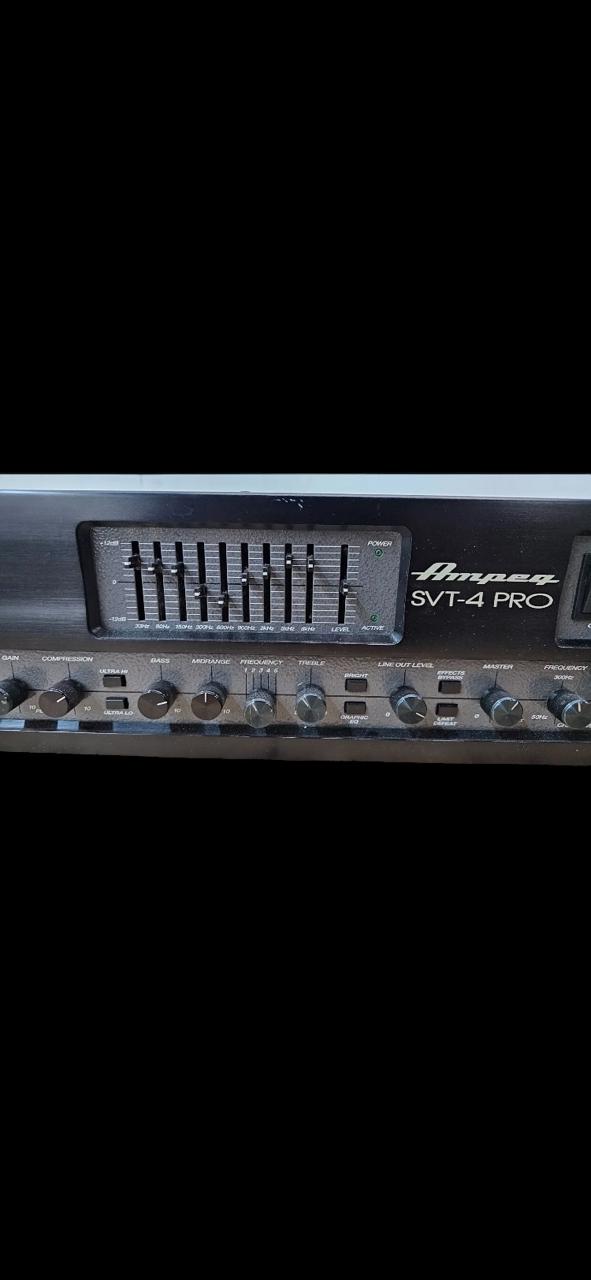 +12dB
0
-12dB
33Hz 80Hz 150Hz 300Hz 600Hz 900Hz 2kHz 5kHz 8kHz LEVEL
POWER
ACTIVE
Ampeg
SVT-4 PRO
GAIN
10
COMPRESSION
10
ULTRA HI
ULTRA LO
BASS
10
MIDRANGE
10
FREQUENCY
1 2 3 4 5
TREBLE
BRIGHT
GRAPHIC
EQ
LINE OUT LEVEL
0
EFFECTS
BYPASS
LIMIT
DEFEAT
MASTER
0
FREQUENCY
300Hz
50Hz